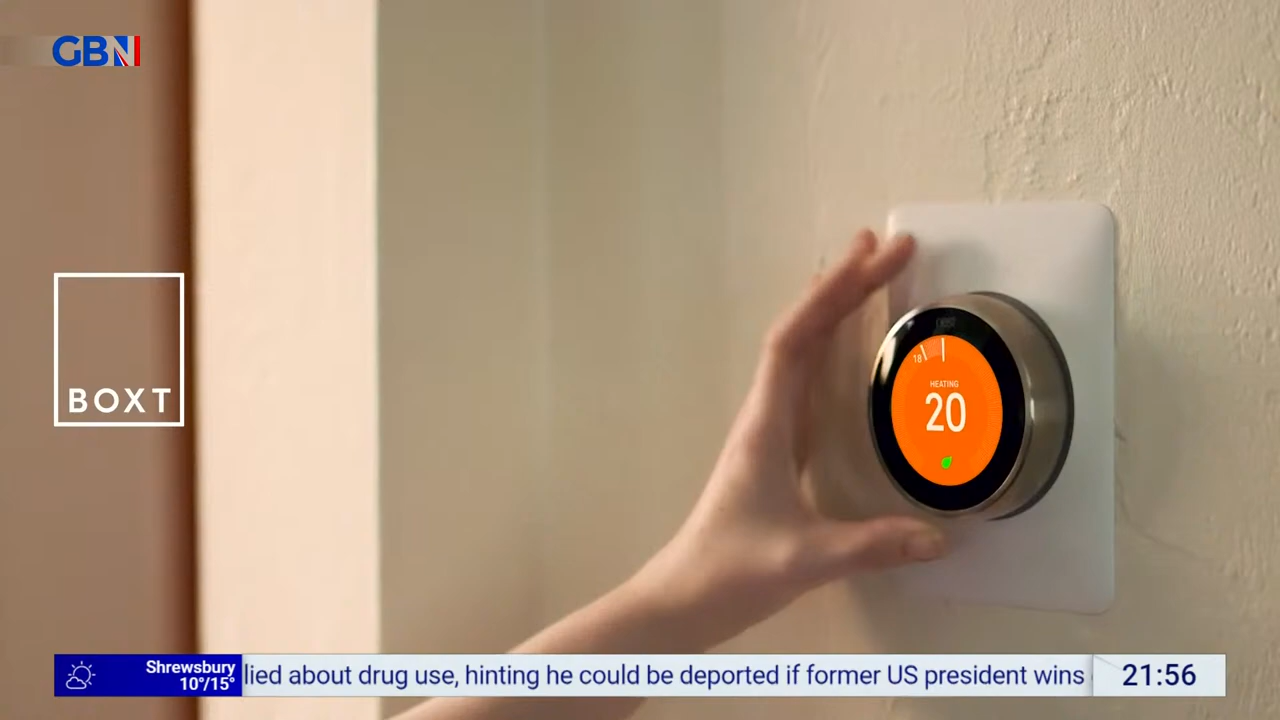 GBN
BOXT
nest
18
HEATING
20
Shrewsbury
10°/15°
lied about drug use, hinting he could be deported if former US president wins
21:56